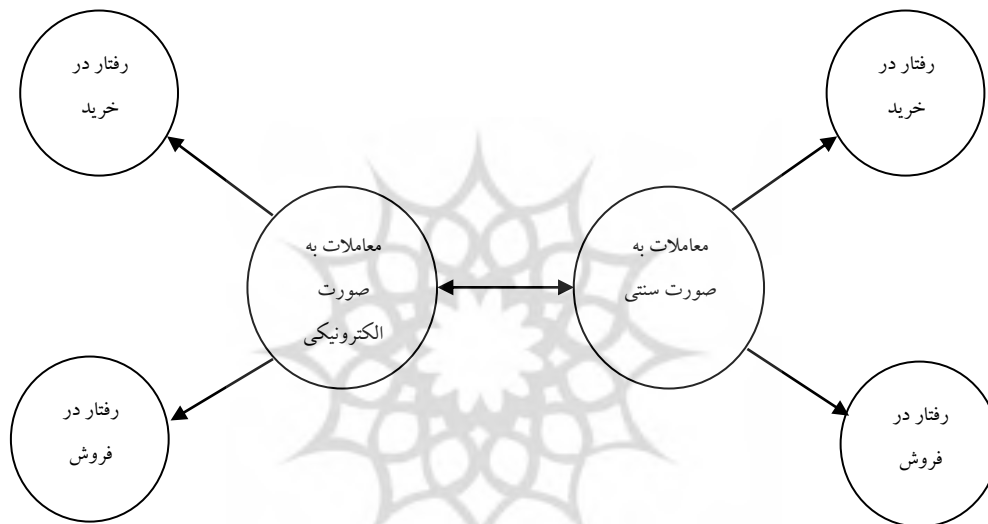 رفتار در
خرید
رفتار در
خرید
معاملات به
صورت سنتی
معاملات به
صورت
الکترونیکی
رفتار در
فروش
رفتار در
فروش